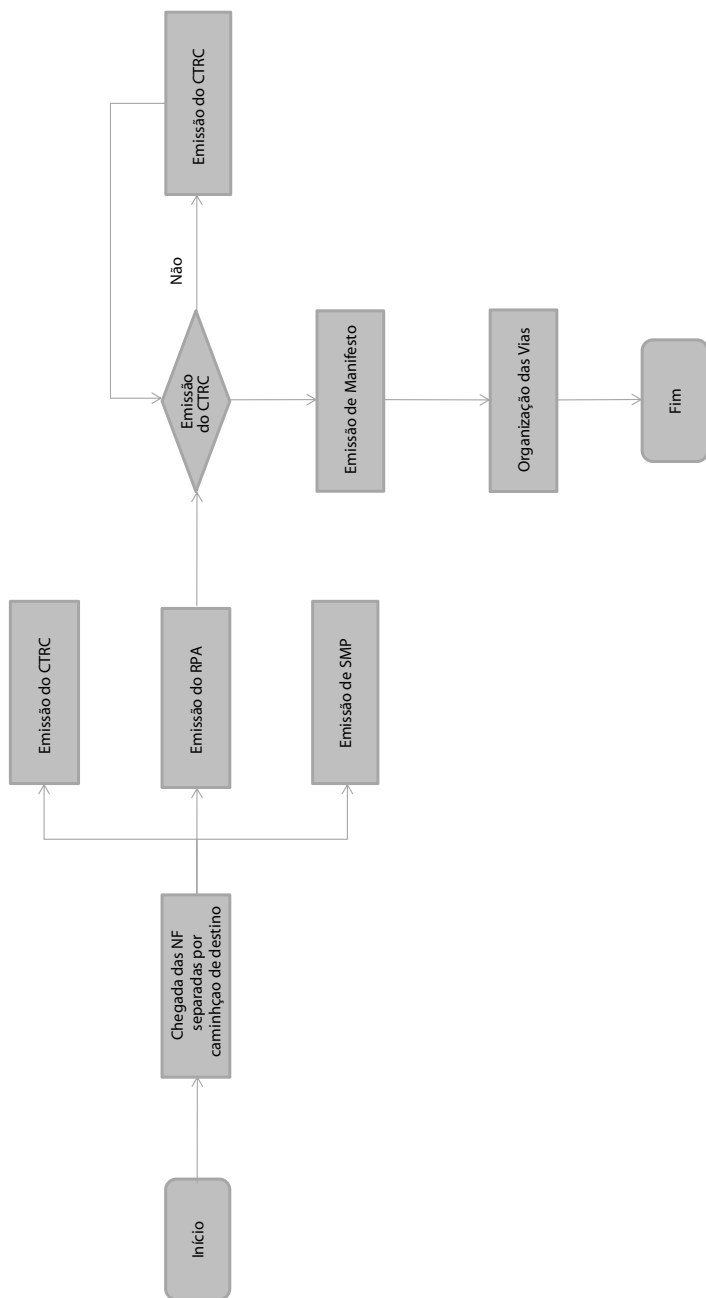 Início
Chegada das NF
separadas por
caminhçao de destino
Emissão do CTRC
Emissão do RPA
Emissão de SMP
Emissão
do CTRC
Não
Emissão do CTRC
Emissão de Manifesto
Organização das Vias
Fim